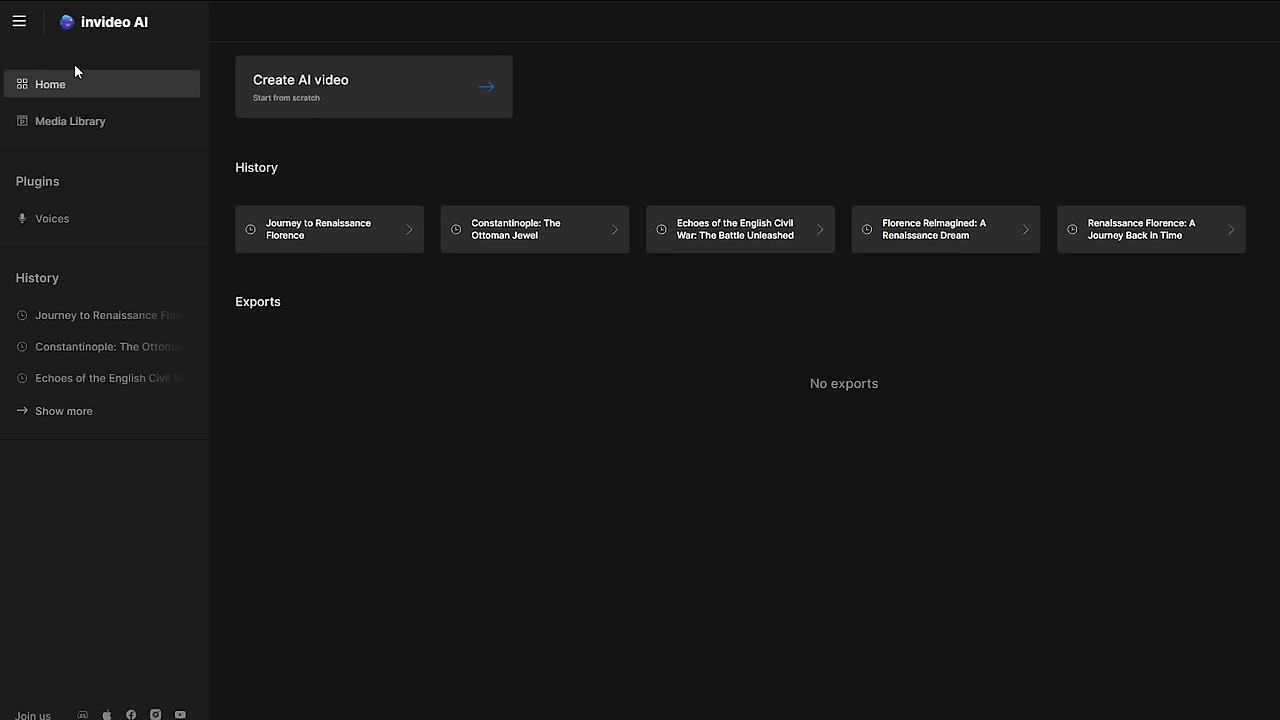 invideo AI
Home
Media Library
Plugins
Voices
History
Journey to Renaissance Flo
Constantinople: The Ottoma
Echoes of the English Civil W
Show more
Join us
Create AI video
Start from scratch
History
Journey to Renaissance
Florence
Constantinople: The
Ottoman Jewel
Echoes of the English Civil
War: The Battle Unleashed
Florence Reimagined: A
Renaissance Dream
Renaissance Florence: A
Journey Back in Time
Exports
No exports